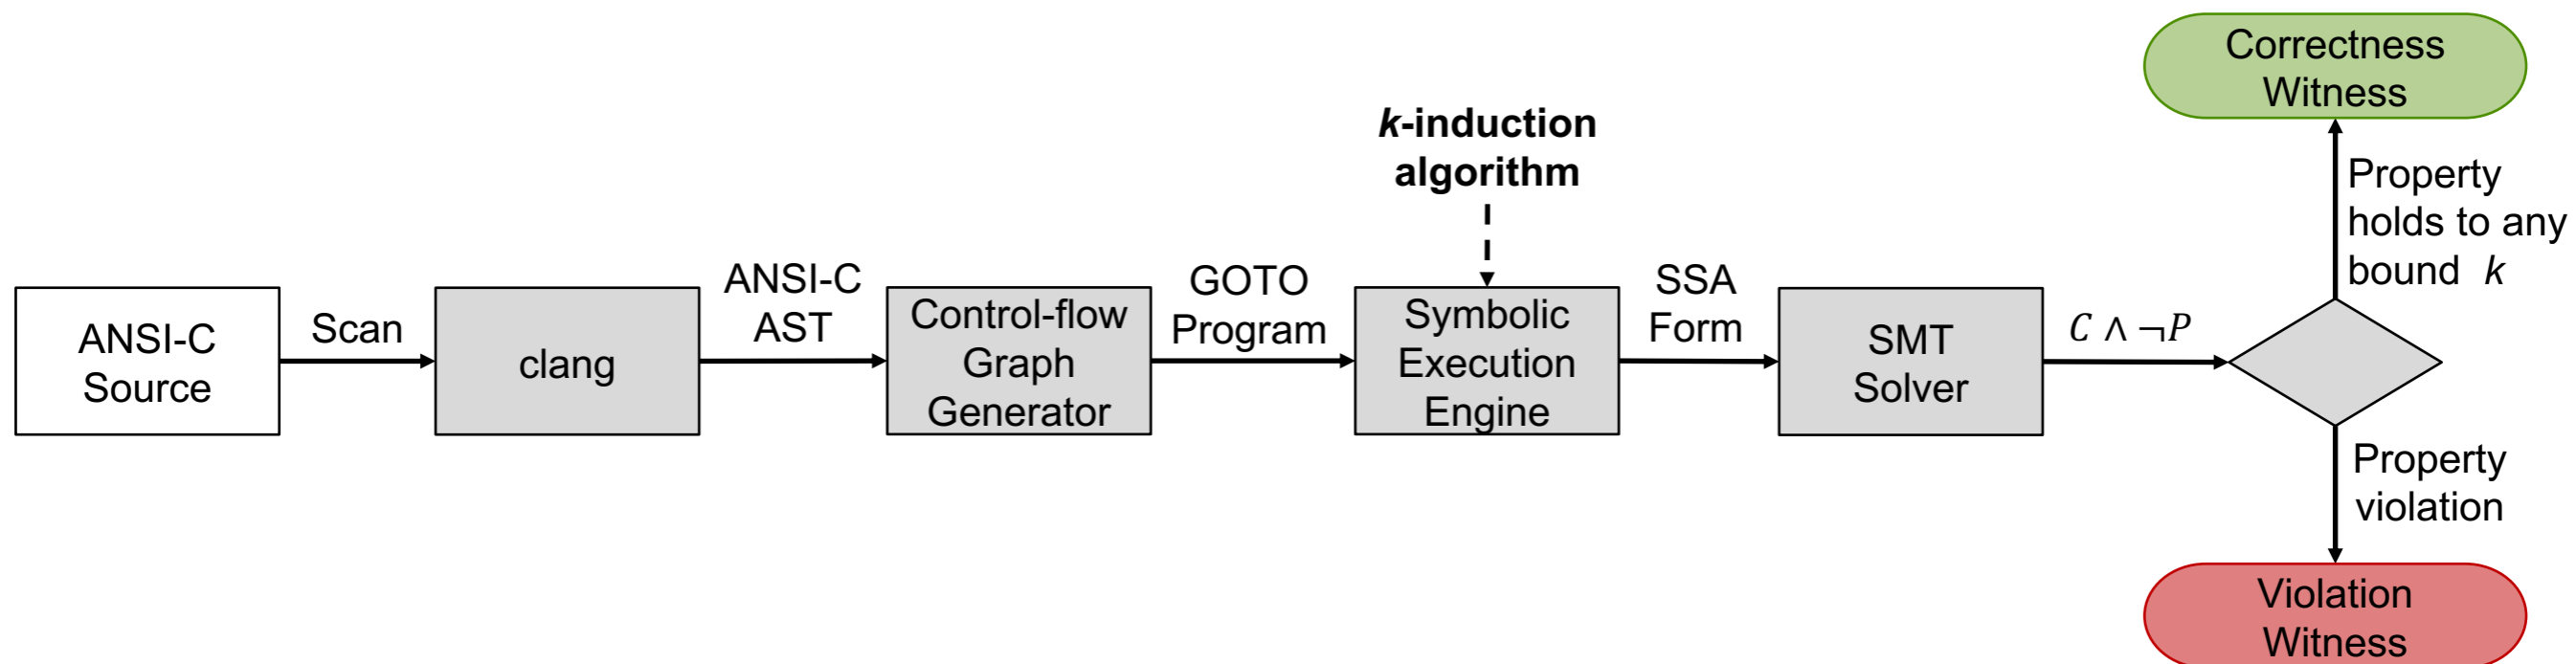 Correctness
Witness
k-induction
algorithm
Property
holds to any
bound k
ANSI-C
Source
Scan
clang
ANSI-C
AST
Control-flow
Graph
Generator
GOTO
Program
Symbolic
Execution
Engine
SSA
Form
SMT
Solver
C ∧ ¬P
Property
violation
Violation
Witness